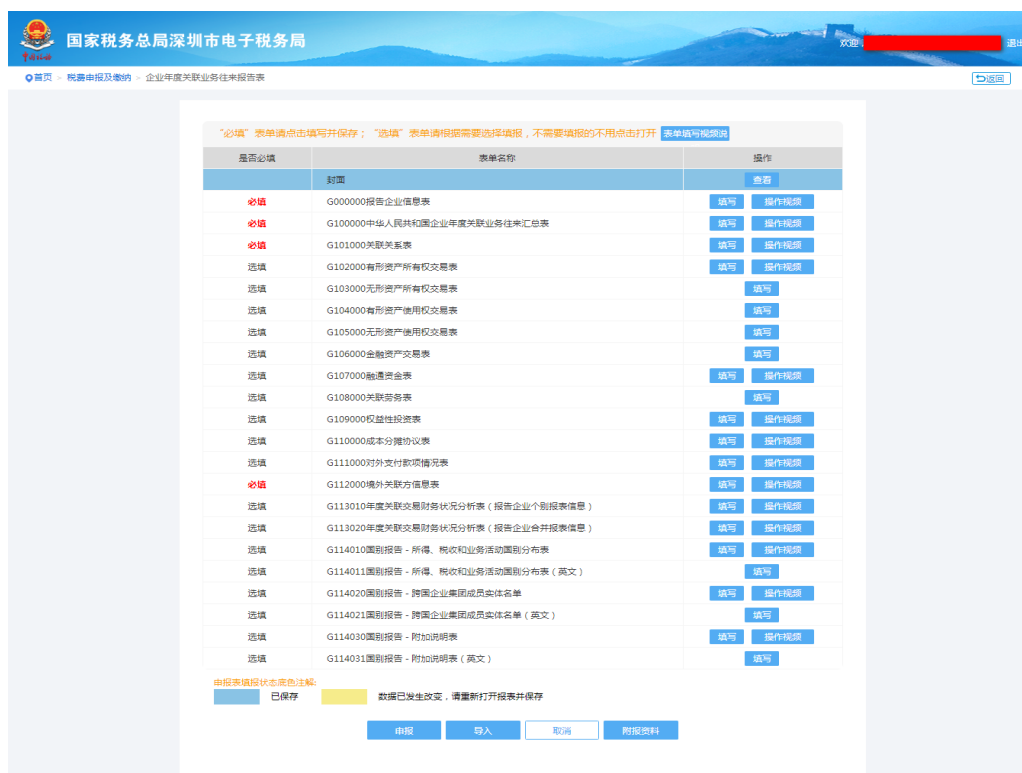 国家税务总局深圳市电子税务局
中国税务
欢迎，
退出
首页 > 税费申报及缴纳 > 企业年度关联业务往来报告表
返回
“必填”表单请点击填写并保存；“选填”表单请根据需要选择填报，不需要填报的不用点击打开 表单填写视频说
是否必填 表单名称 操作
封面 查看
必填 G000000报告企业信息表 填写 操作视频
必填 G100000中华人民共和国企业年度关联业务往来汇总表 填写 操作视频
必填 G101000关联关系表 填写 操作视频
选填 G102000有形资产所有权交易表 填写 操作视频
选填 G103000无形资产所有权交易表 填写
选填 G104000有形资产使用权交易表 填写
选填 G105000无形资产使用权交易表 填写
选填 G106000金融资产交易表 填写
选填 G107000融通资金表 填写 操作视频
选填 G108000关联劳务表 填写
选填 G109000权益性投资表 填写 操作视频
选填 G110000成本分摊协议表 填写 操作视频
选填 G111000对外支付款项情况表 填写 操作视频
必填 G112000境外关联方信息表 填写 操作视频
选填 G113010年度关联交易财务状况分析表（报告企业个别报表信息） 填写 操作视频
选填 G113020年度关联交易财务状况分析表（报告企业合并报表信息） 填写 操作视频
选填 G114010国别报告－所得、税收和业务活动国别分布表 填写 操作视频
选填 G114011国别报告－所得、税收和业务活动国别分布表（英文） 填写
选填 G114020国别报告－跨国企业集团成员实体名单 填写 操作视频
选填 G114021国别报告－跨国企业集团成员实体名单（英文） 填写
选填 G114030国别报告－附加说明表 填写 操作视频
选填 G114031国别报告－附加说明表（英文） 填写
申报表填报状态底色注解:
已保存 数据已发生改变，请重新打开报表并保存
申报 导入 取消 附报资料